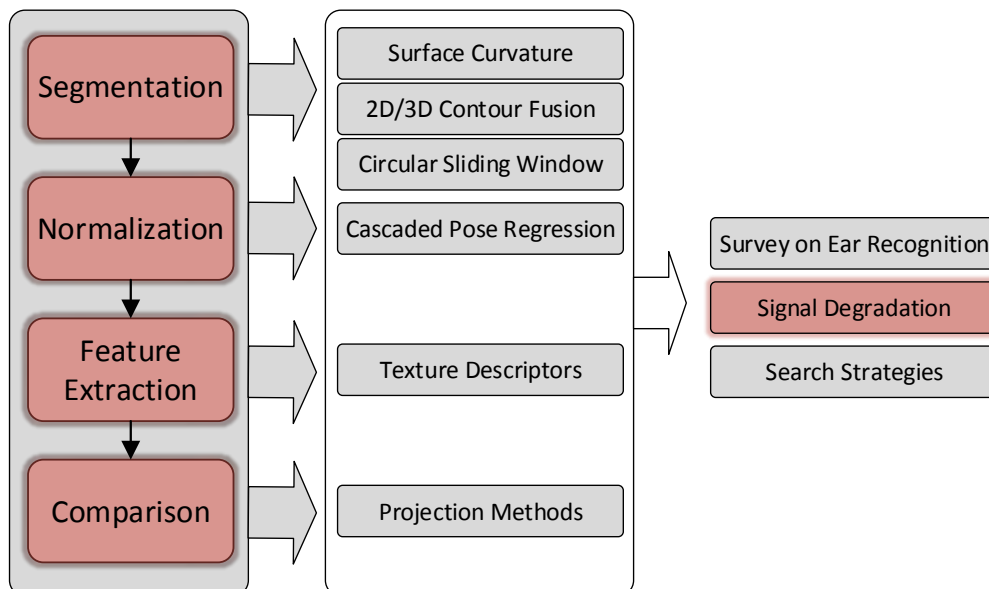 Segmentation
Normalization
Feature
Extraction
Comparison
Surface Curvature
2D/3D Contour Fusion
Circular Sliding Window
Cascaded Pose Regression
Texture Descriptors
Projection Methods
Survey on Ear Recognition
Signal Degradation
Search Strategies